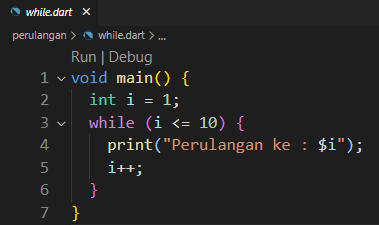 while.dart
perulangan > while.dart > ...
Run | Debug
1 void main() {
2 int i = 1;
3 while (i <= 10) {
4 print("Perulangan ke : $i");
5 i++;
6 }
7 }